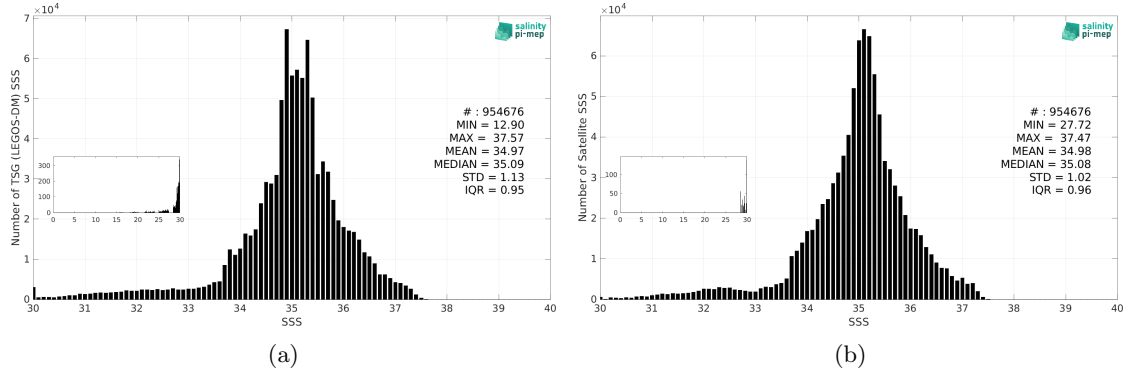 ×10⁴
7
6
5
4
3
2
1
0
Number of TSG (LEGOS-DM) SSS
salinity
pi-mep
# : 954676
MIN = 12.90
MAX = 37.57
MEAN = 34.97
MEDIAN = 35.09
STD = 1.13
IQR = 0.95
300
200
100
0
0 5 10 15 20 25 30
30 31 32 33 34 35 36 37 38 39 40
SSS
(a)
×10⁴
6
5
4
3
2
1
0
Number of Satellite SSS
salinity
pi-mep
# : 954676
MIN = 27.72
MAX = 37.47
MEAN = 34.98
MEDIAN = 35.08
STD = 1.02
IQR = 0.96
100
50
0
0 5 10 15 20 25 30
30 31 32 33 34 35 36 37 38 39 40
SSS
(b)